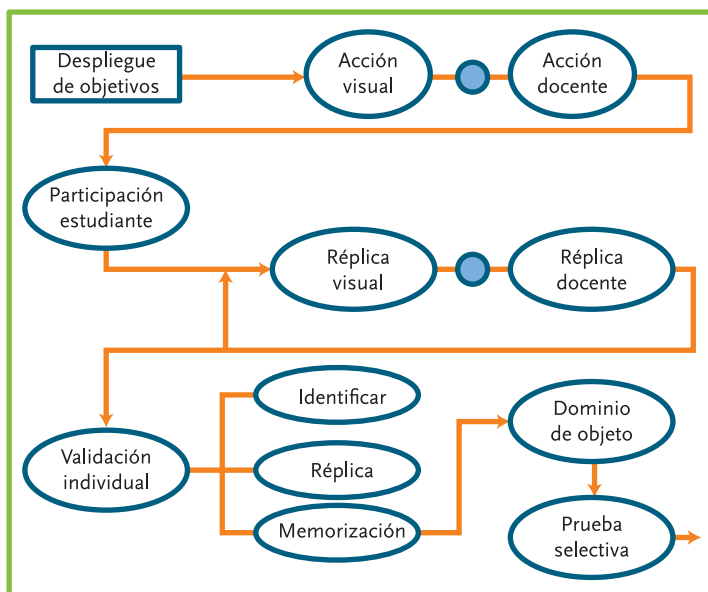 Despliegue
de objetivos
Acción
visual
Acción
docente
Participación
estudiante
Réplica
visual
Réplica
docente
Validación
individual
Identificar
Réplica
Memorización
Dominio
de objeto
Prueba
selectiva